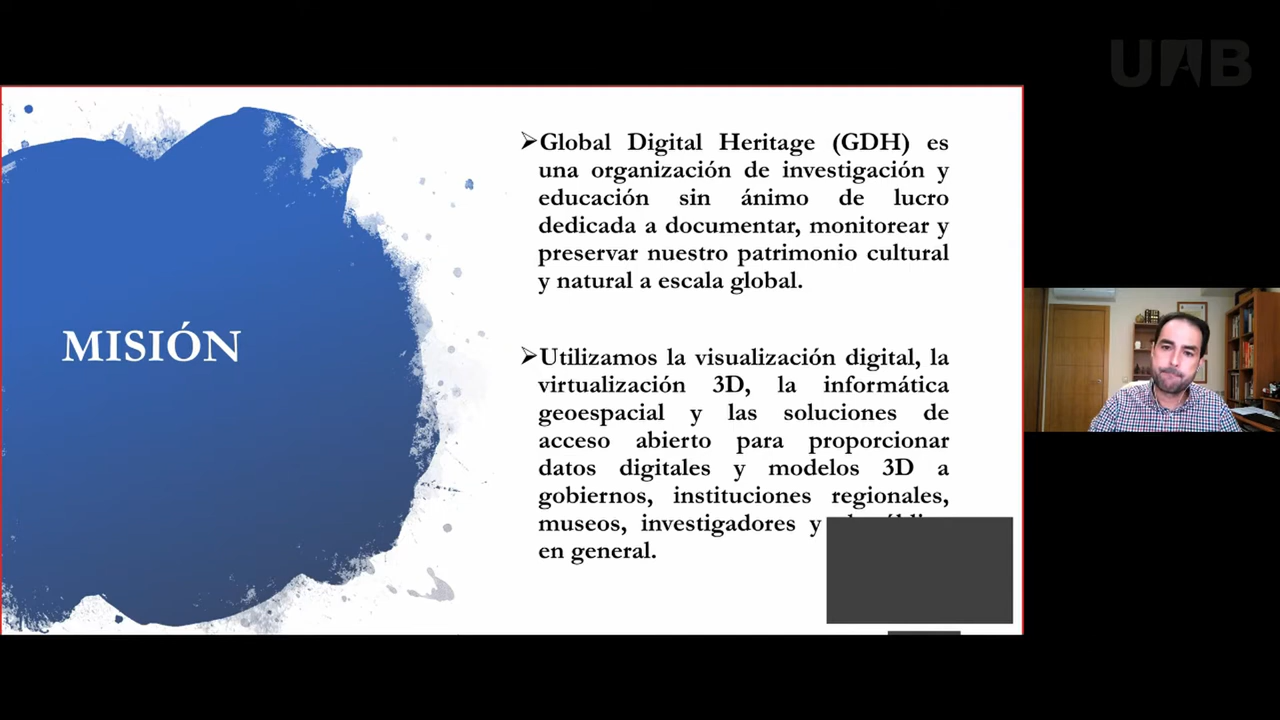 UAB
MISIÓN
➢Global Digital Heritage (GDH) es
una organización de investigación y
educación sin ánimo de lucro
dedicada a documentar, monitorear y
preservar nuestro patrimonio cultural
y natural a escala global.
➢Utilizamos la visualización digital, la
virtualización 3D, la informática
geoespacial y las soluciones de
acceso abierto para proporcionar
datos digitales y modelos 3D a
gobiernos, instituciones regionales,
museos, investigadores y
en general.